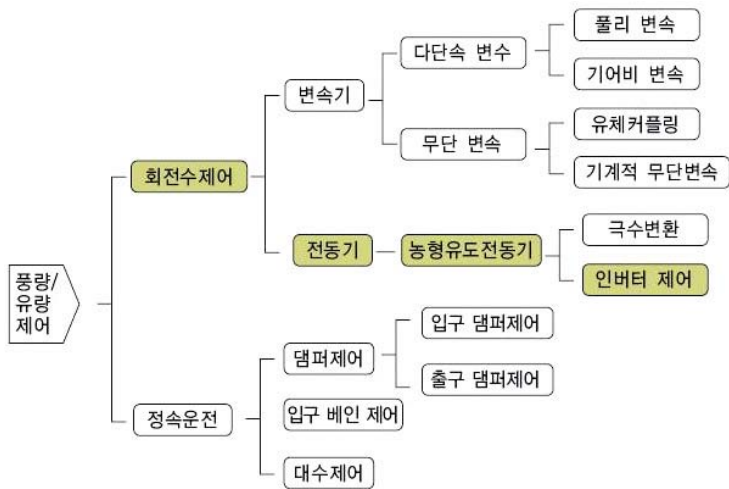 풀리 변속
다단속 변수
기어비 변속
변속기
유체커플링
무단 변속
기계적 무단변속
회전수제어
극수변환
전동기
농형유도전동기
인버터 제어
풍량/
유량
제어
입구 댐퍼제어
댐퍼제어
출구 댐퍼제어
정속운전
입구 베인 제어
대수제어